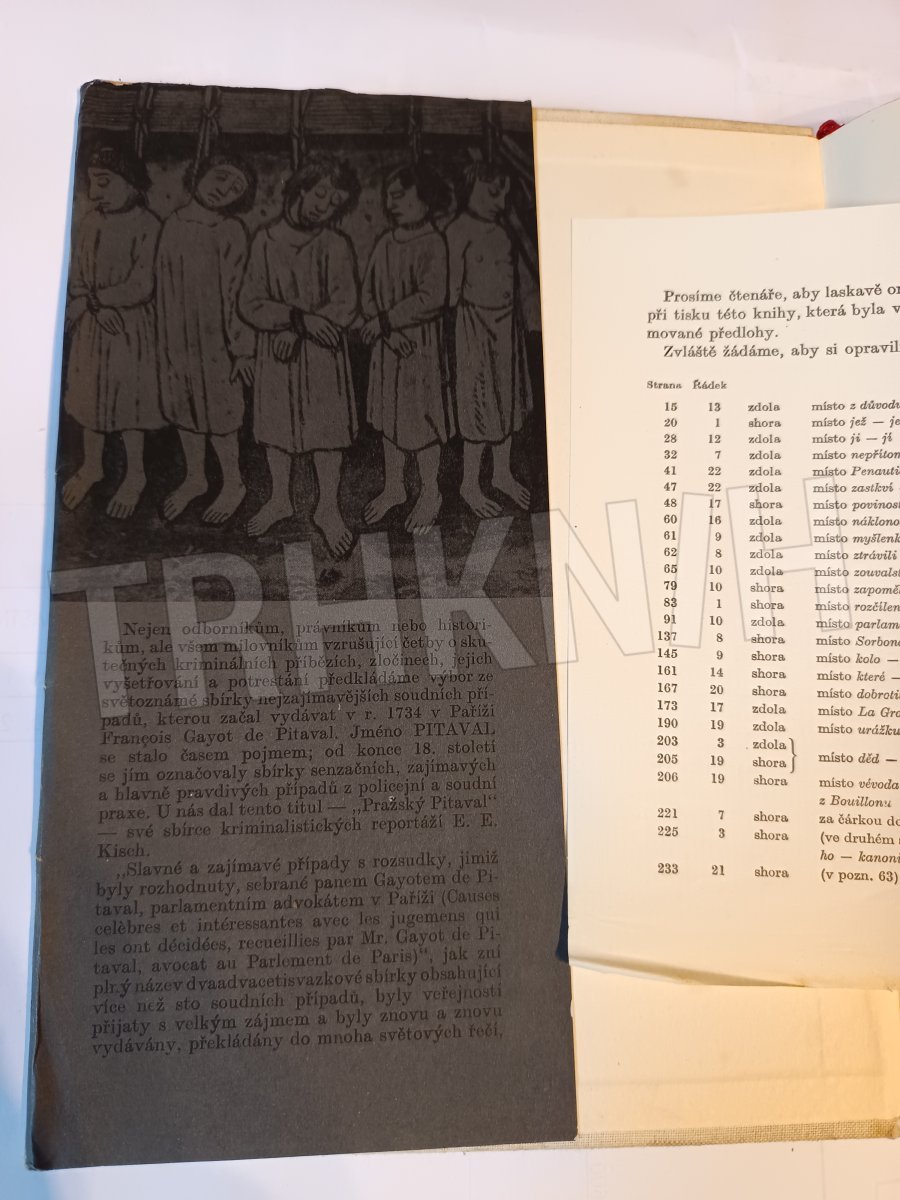 Nejen odborníkům, právníkům nebo histori-
kům, ale všem milovníkům vzrušující četby o sku-
tečných kriminálních příbězích, zločinech, jejich
vyšetřování a potrestání předkládáme výbor ze
světoznámé sbírky nejzajímavějších soudních pří-
padů, kterou začal vydávat v r. 1734 v Paříži
François Gayot de Pitaval. Jméno PITAVAL
se stalo časem pojmem; od konce 18. století
se jím označovaly sbírky senzačních, zajímavých
a hlavně pravdivých případů z policejní a soudní
praxe. U nás dal tento titul — „Pražský Pitaval"
— své sbírce kriminalistických reportáží E. E.
Kisch.
„Slavné a zajímavé případy s rozsudky, jimiž
byly rozhodnuty, sebrané panem Gayotem de Pi-
taval, parlamentním advokátem v Paříži (Causes
celèbres et intéressantes avec les jugemens qui
les ont décidées, recueillies par Mr. Gayot de Pi-
taval, avocat au Parlement de Paris)", jak zní
plný název dvaadvacetisvazkové sbírky obsahující
více než sto soudních případů, byly veřejností
přijaty s velkým zájmem a byly znovu a znovu
vydávány, překládány do mnoha světových řečí,
Prosíme čtenáře, aby laskavě
při tisku této knihy, která byla
mované předlohy.
Zvláště žádáme, aby si opravil
Strana Řádek
15 13 zdola místo z důvodu
20 1 shora místo jež — je
28 12 zdola místo ji — jí
32 7 zdola místo nepřítom
41 22 zdola místo Penauti
47 22 zdola místo zastkví
48 17 shora místo povinost
60 16 zdola místo náklono
61 9 zdola místo myšlenk
62 8 zdola místo ztrávili
65 10 zdola místo zouvalst
79 10 shora místo zapomě
83 1 shora místo rozčílen
91 10 zdola místo parlam
137 8 shora místo Sorbon
145 9 shora místo kolo —
161 14 shora místo které —
167 20 shora místo dobroti
173 17 zdola místo La Gra
190 19 zdola místo urážku
203 3 zdola
205 19 shora místo děd —
206 19 shora místo vévoda
z Bouillonu
221 7 shora za čárkou do
225 3 shora (ve druhém
ho — kanoni
233 21 shora (v pozn. 63)
TRHKNIH